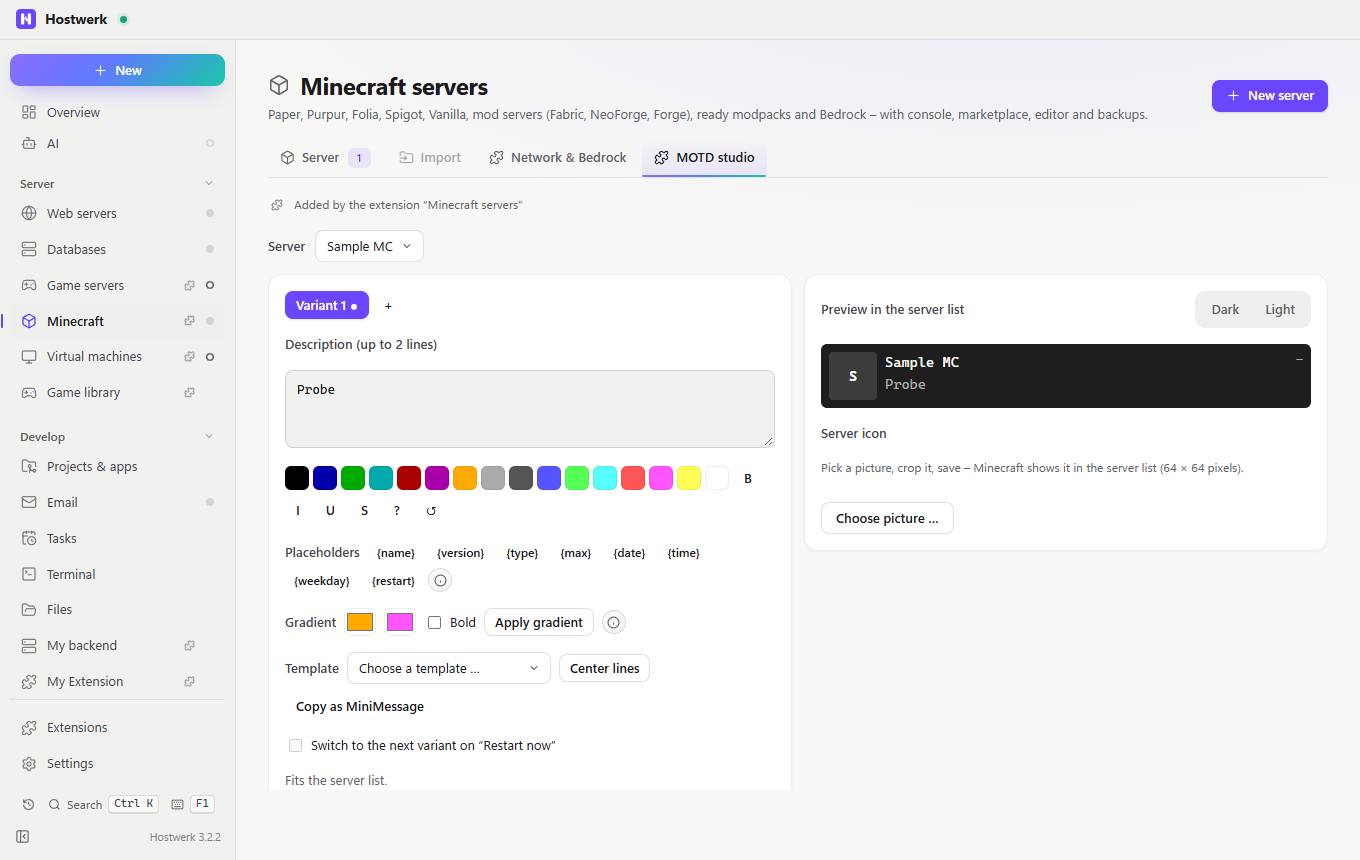 Hostwerk
New
Overview
AI
Server
Web servers
Databases
Game servers
Minecraft
Virtual machines
Game library
Develop
Projects & apps
Email
Tasks
Terminal
Files
My backend
My Extension
Extensions
Settings
Search Ctrl K F1
Hostwerk 3.2.2
Minecraft servers
Paper, Purpur, Folia, Spigot, Vanilla, mod servers (Fabric, NeoForge, Forge), ready modpacks and Bedrock – with console, marketplace, editor and backups.
New server
Server 1 Import Network & Bedrock MOTD studio
Added by the extension “Minecraft servers”
Server Sample MC
Variant 1 +
Description (up to 2 lines)
Probe
B
I U S ? ↺
Placeholders {name} {version} {type} {max} {date} {time}
{weekday} {restart}
Gradient Bold Apply gradient
Template Choose a template ... Center lines
Copy as MiniMessage
Switch to the next variant on “Restart now”
Fits the server list.
Preview in the server list
Dark Light
S
Sample MC –
Probe
Server icon
Pick a picture, crop it, save – Minecraft shows it in the server list (64 × 64 pixels).
Choose picture ...